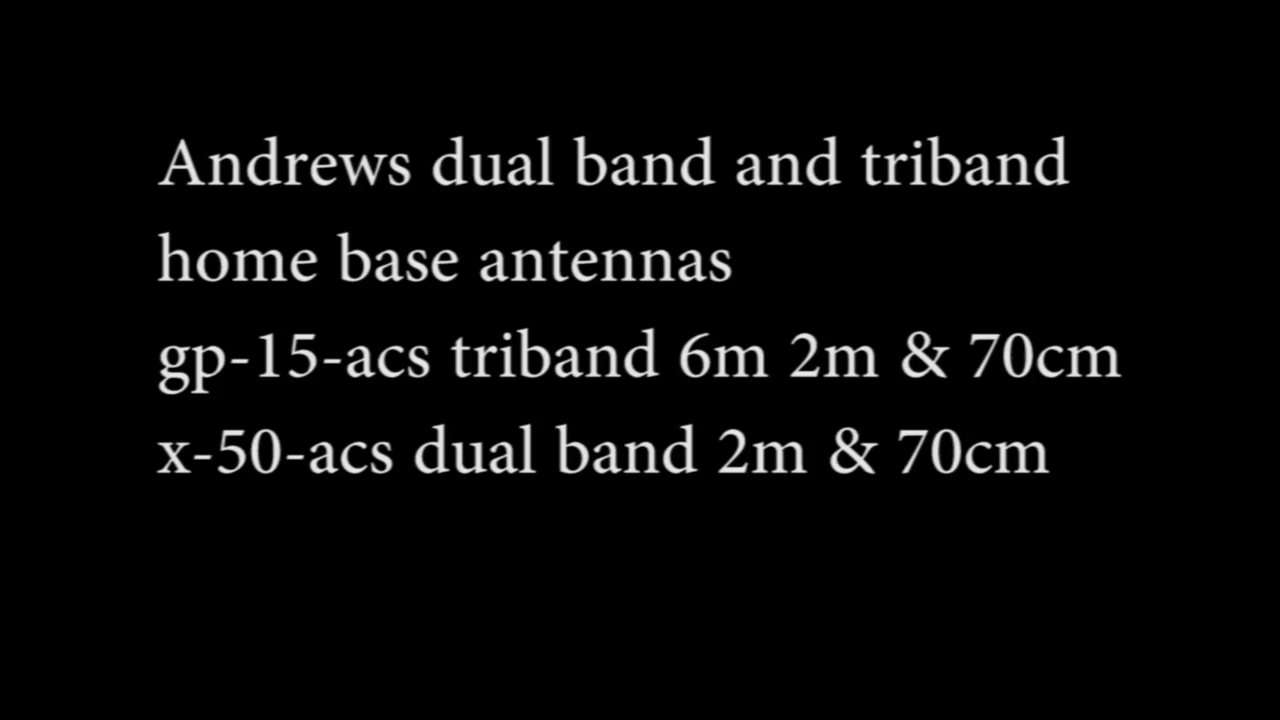 Andrews dual band and triband
home base antennas
gp-15-acs triband 6m 2m & 70cm
x-50-acs dual band 2m & 70cm